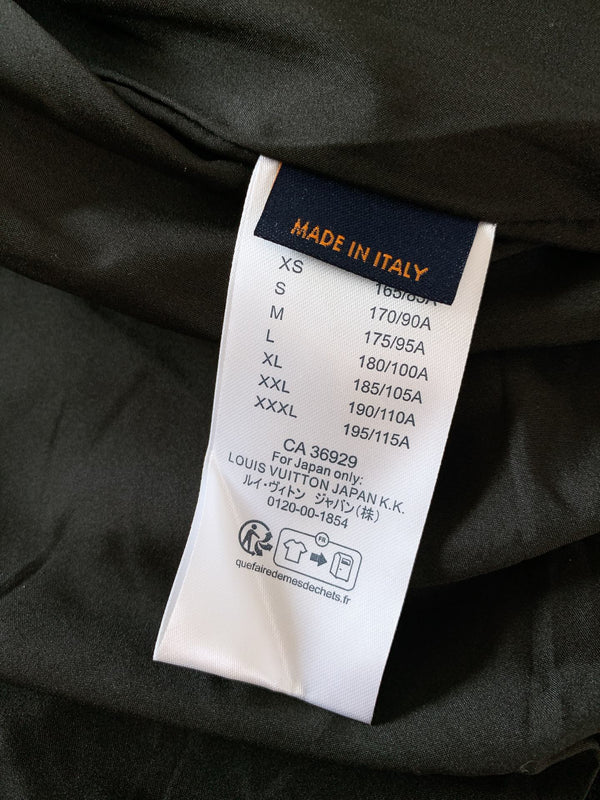 MADE IN ITALY
XS 165/85A
S 170/90A
M 175/95A
L 180/100A
XL 185/105A
XXL 190/110A
XXXL 195/115A
CA 36929
For Japan only:
LOUIS VUITTON JAPAN K.K.
ルイ・ヴィトン ジャパン(株)
0120-00-1854
FR
quefairedemesdechets.fr